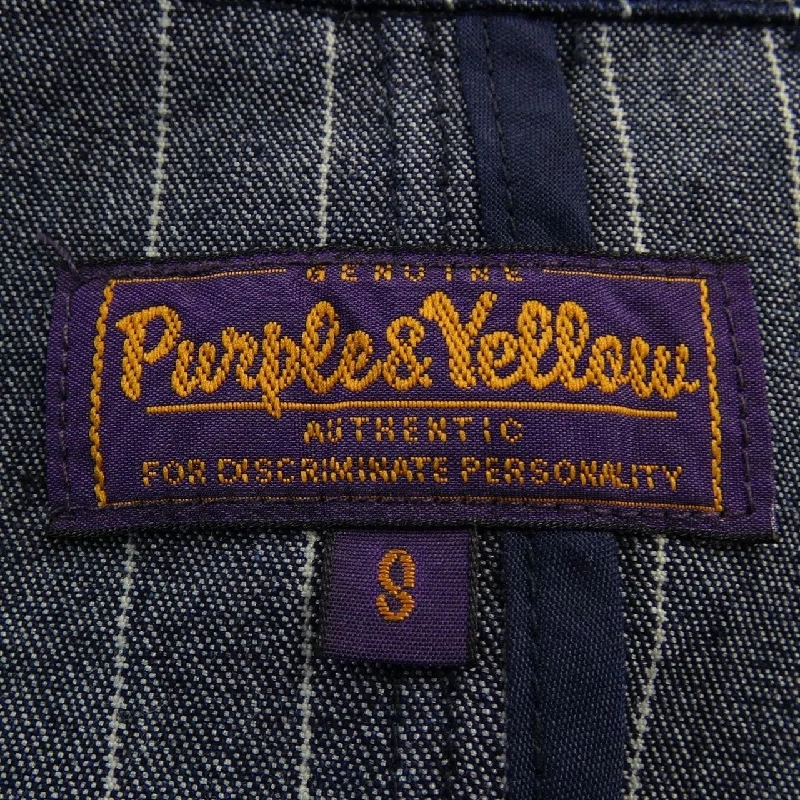 GENUINE
Purple&Yellow
AUTHENTIC
FOR DISCRIMINATE PERSONALITY
S